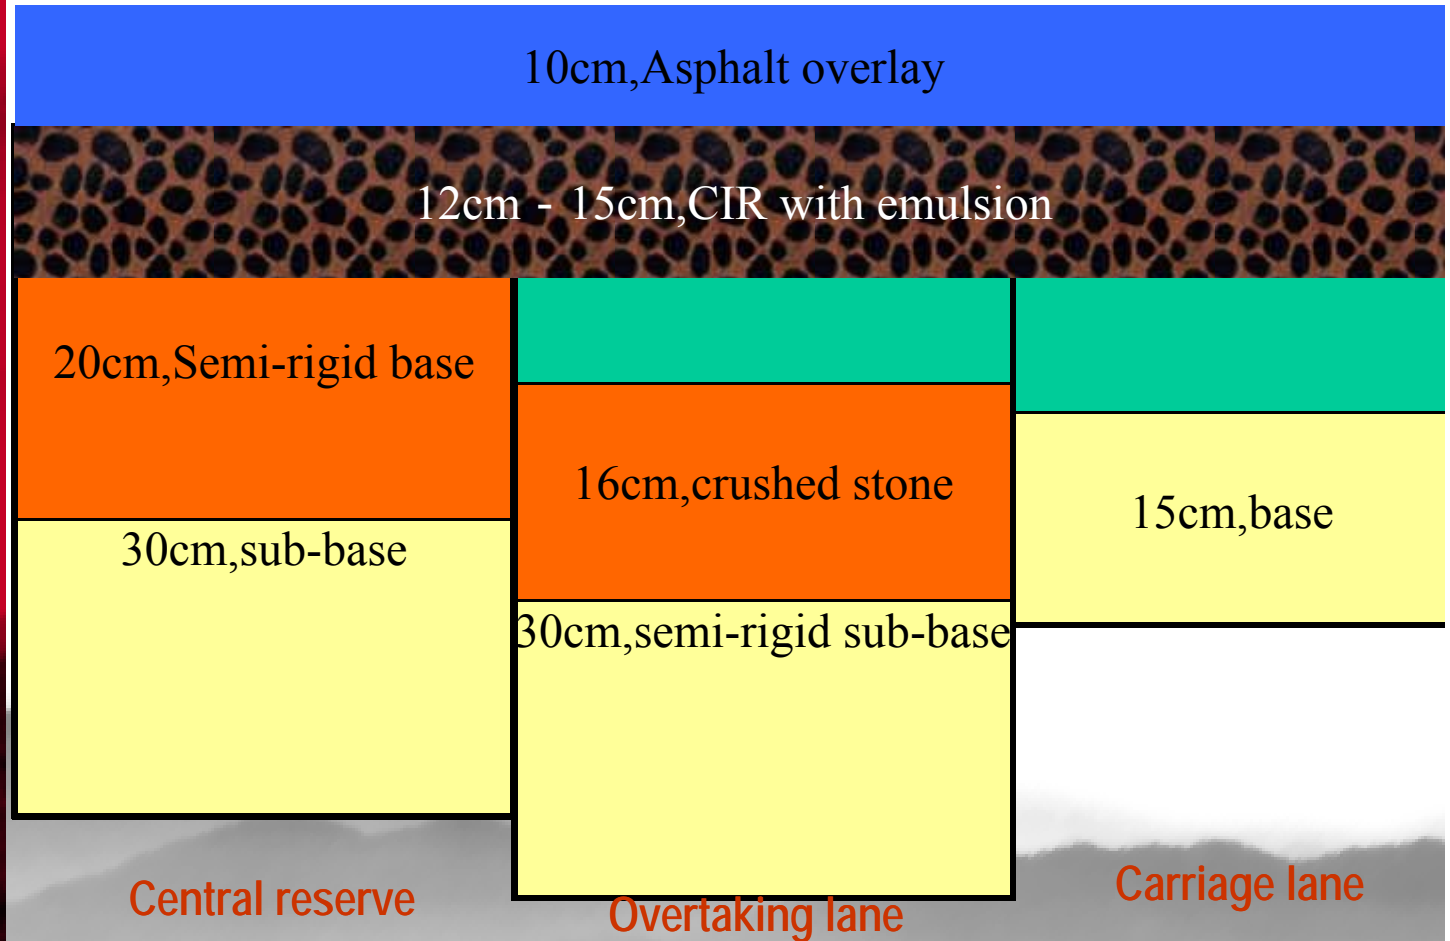 10cm,Asphalt overlay
12cm - 15cm,CIR with emulsion
20cm,Semi-rigid base
30cm,sub-base
16cm,crushed stone
30cm,semi-rigid sub-base
15cm,base
Central reserve
Overtaking lane
Carriage lane